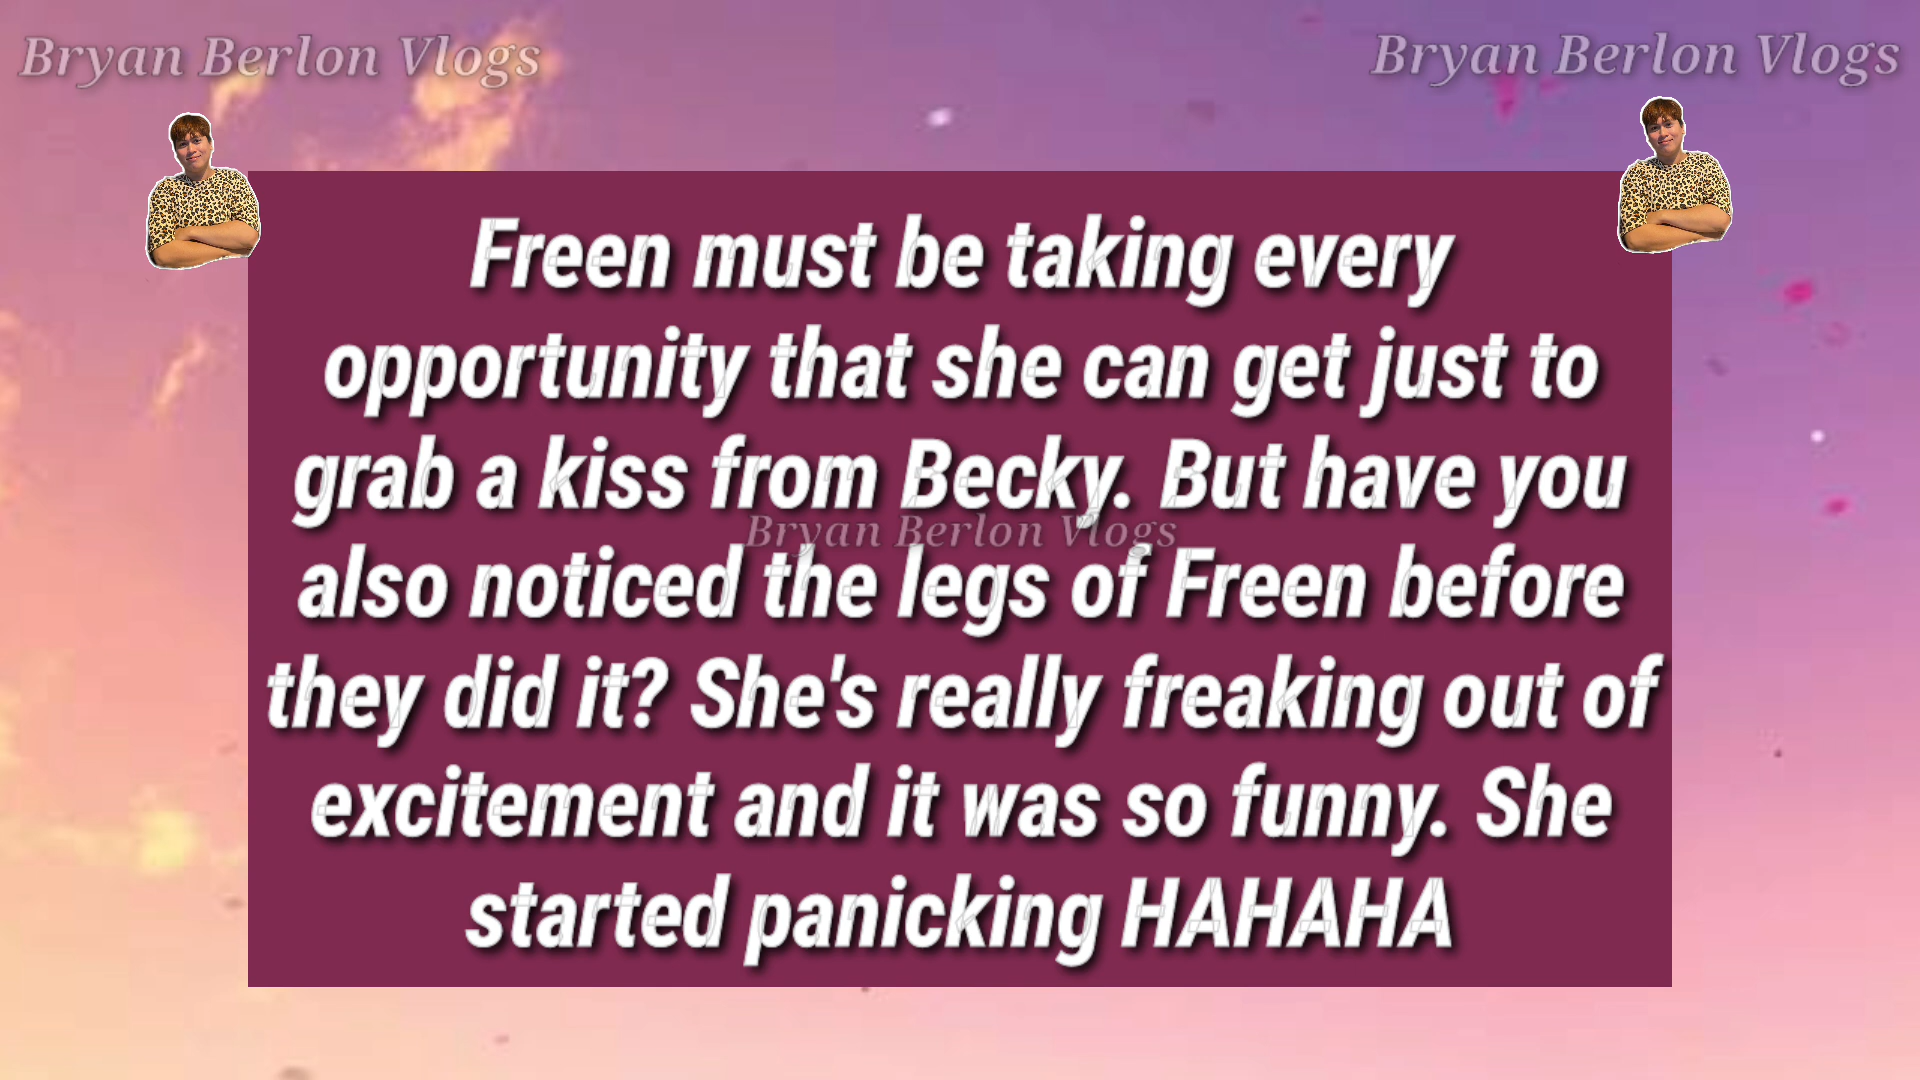 Bryan Berlon Vlogs
Bryan Berlon Vlogs
Freen must be taking every
opportunity that she can get just to
grab a kiss from Becky. But have you
Bryan Berlon Vlogs
also noticed the legs of Freen before
they did it? She's really freaking out of
excitement and it was so funny. She
started panicking HAHAHA